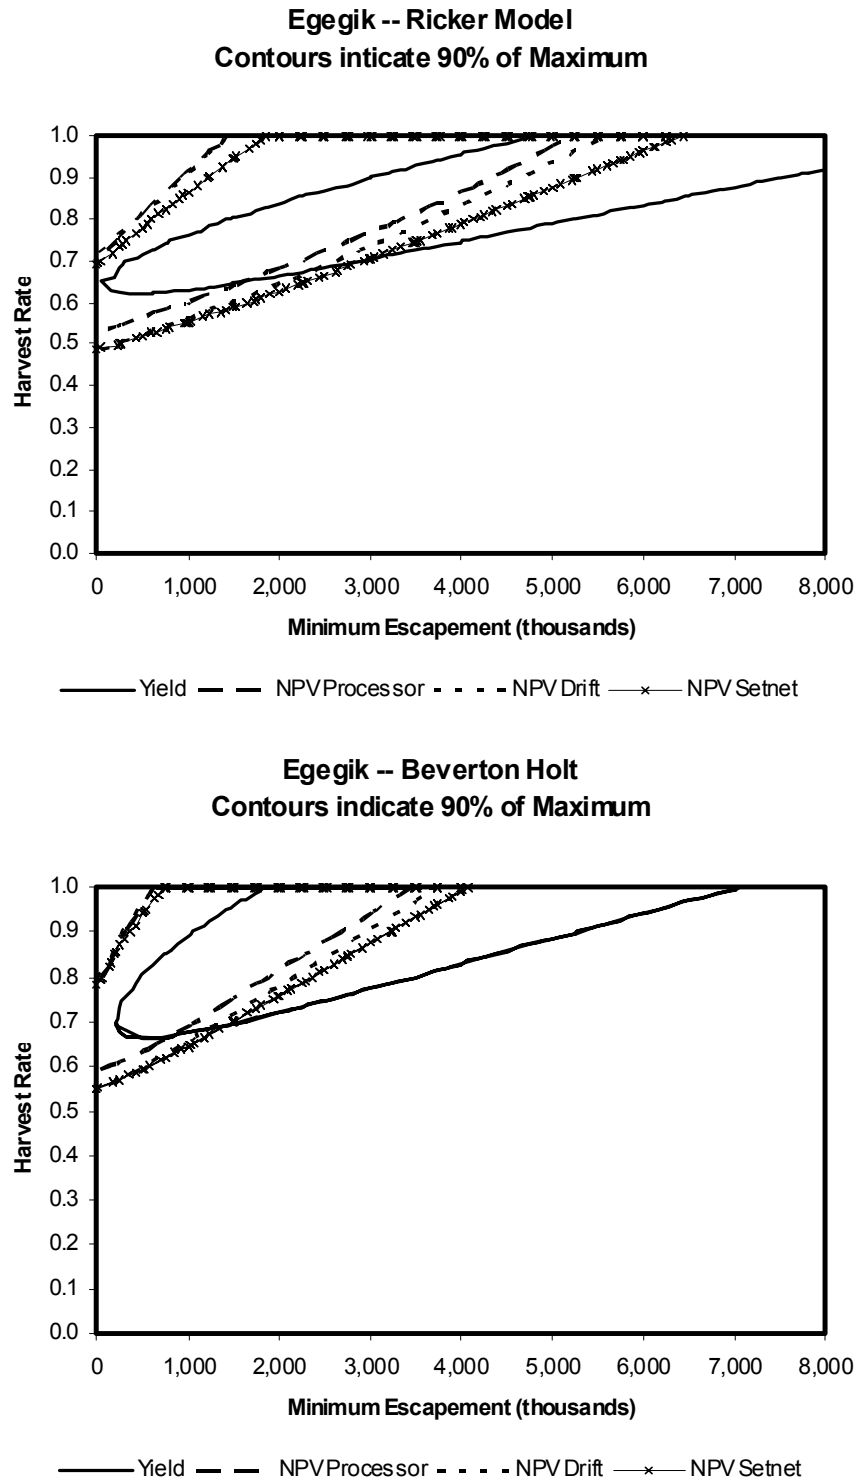 Egegik -- Ricker Model
Contours inticate 90% of Maximum
1.0
0.9
0.8
0.7
0.6
0.5
0.4
0.3
0.2
0.1
0.0
Harvest Rate
0 1,000 2,000 3,000 4,000 5,000 6,000 7,000 8,000
Minimum Escapement (thousands)
Yield NPV Processor NPV Drift NPV Setnet
Egegik -- Beverton Holt
Contours indicate 90% of Maximum
1.0
0.9
0.8
0.7
0.6
0.5
0.4
0.3
0.2
0.1
0.0
Harvest Rate
0 1,000 2,000 3,000 4,000 5,000 6,000 7,000 8,000
Minimum Escapement (thousands)
Yield NPV Processor NPV Drift NPV Setnet